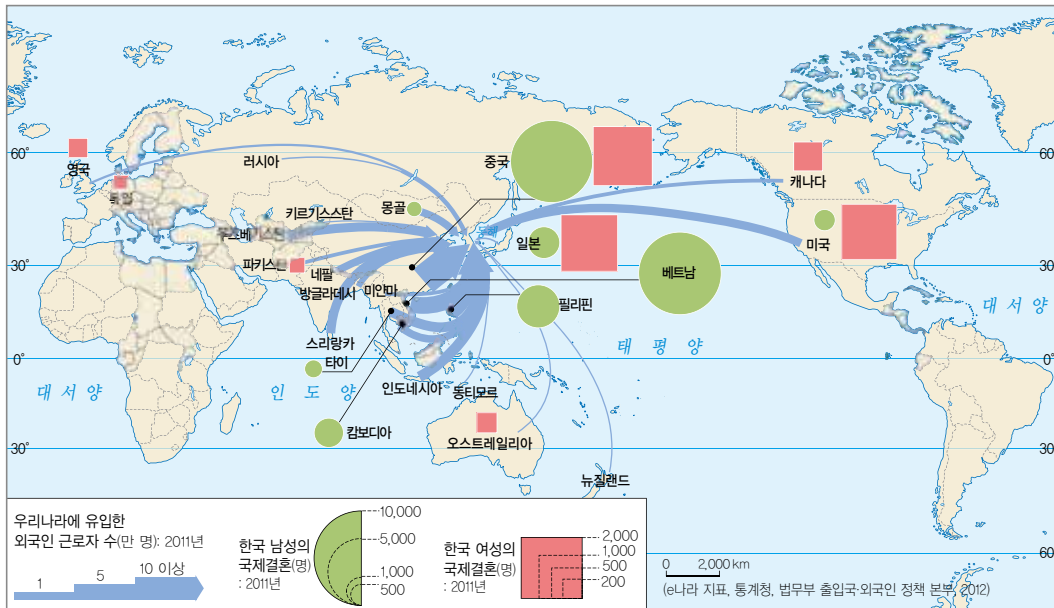 60°
30°
0°
30°
60°
30°
0°
30°
60°
영국
독일
러시아
키르기스스탄
우즈베키스탄
몽골
파키스탄
네팔
방글라데시
미얀마
스리랑카
타이
캄보디아
인도네시아
동티모르
오스트레일리아
뉴질랜드
중국
일본
동해
베트남
필리핀
캐나다
미국
대서양
인도양
태평양
대서양
우리나라에 유입한
외국인 근로자 수(만 명): 2011년
1
5
10 이상
한국 남성의
국제결혼(명)
: 2011년
10,000
5,000
1,000
500
한국 여성의
국제결혼(명)
: 2011년
2,000
1,000
500
200
0 2,000 km
(e나라 지표, 통계청, 법무부 출입국·외국인 정책 본부, 2012)